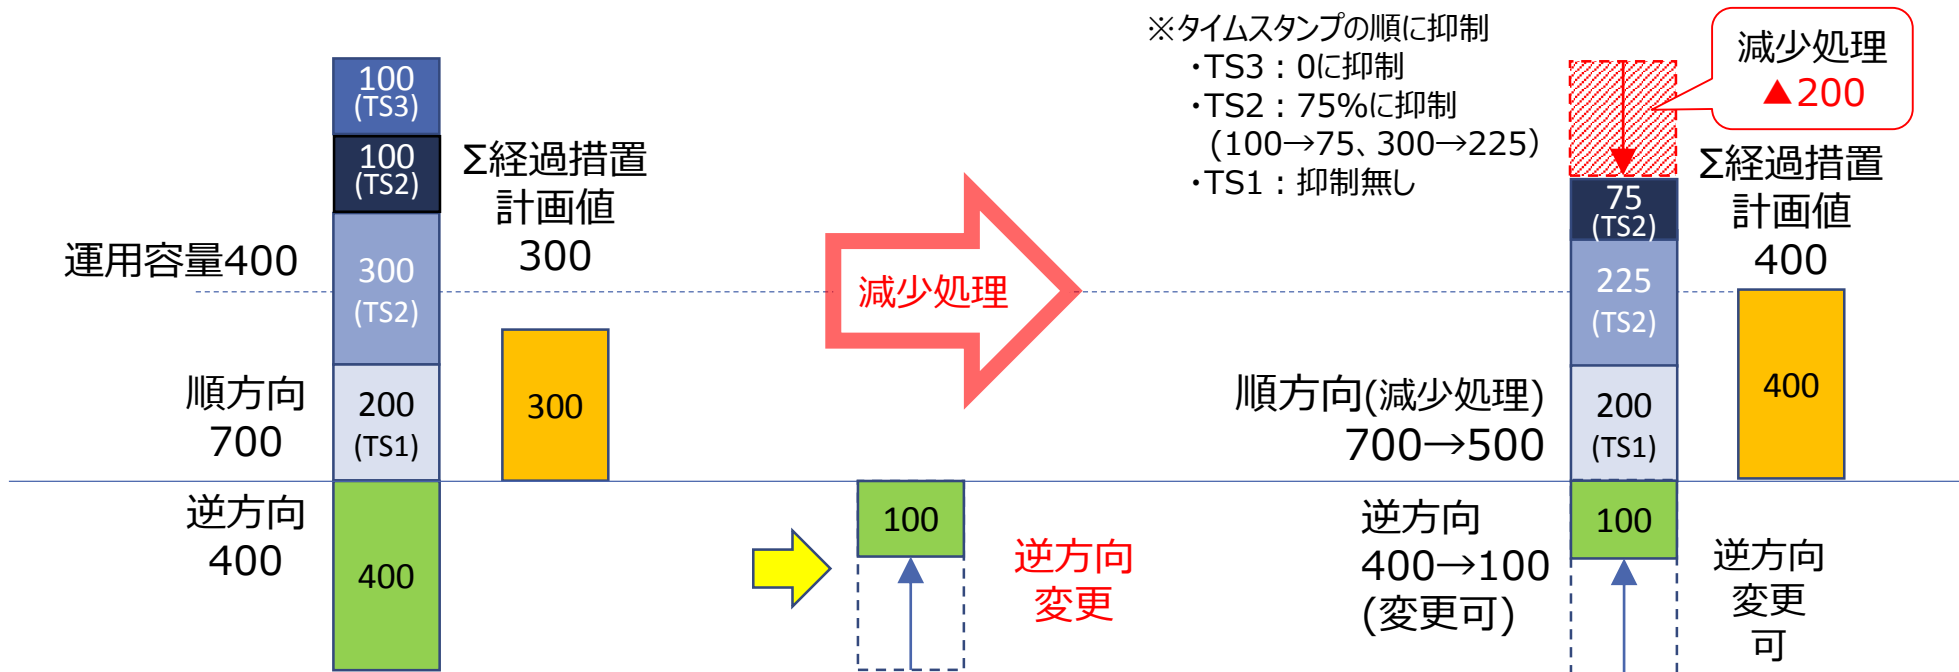 100
(TS3)
100
(TS2)
300
(TS2)
200
(TS1)
400
運用容量400
順方向
700
逆方向
400
Σ経過措置
計画値
300
300
減少処理
100
逆方向
変更
※タイムスタンプの順に抑制
・TS3：0に抑制
・TS2：75%に抑制
(100→75、300→225)
・TS1：抑制無し
減少処理
▲200
75
(TS2)
225
(TS2)
200
(TS1)
100
Σ経過措置
計画値
400
400
順方向(減少処理)
700→500
逆方向
400→100
(変更可)
逆方向
変更
可